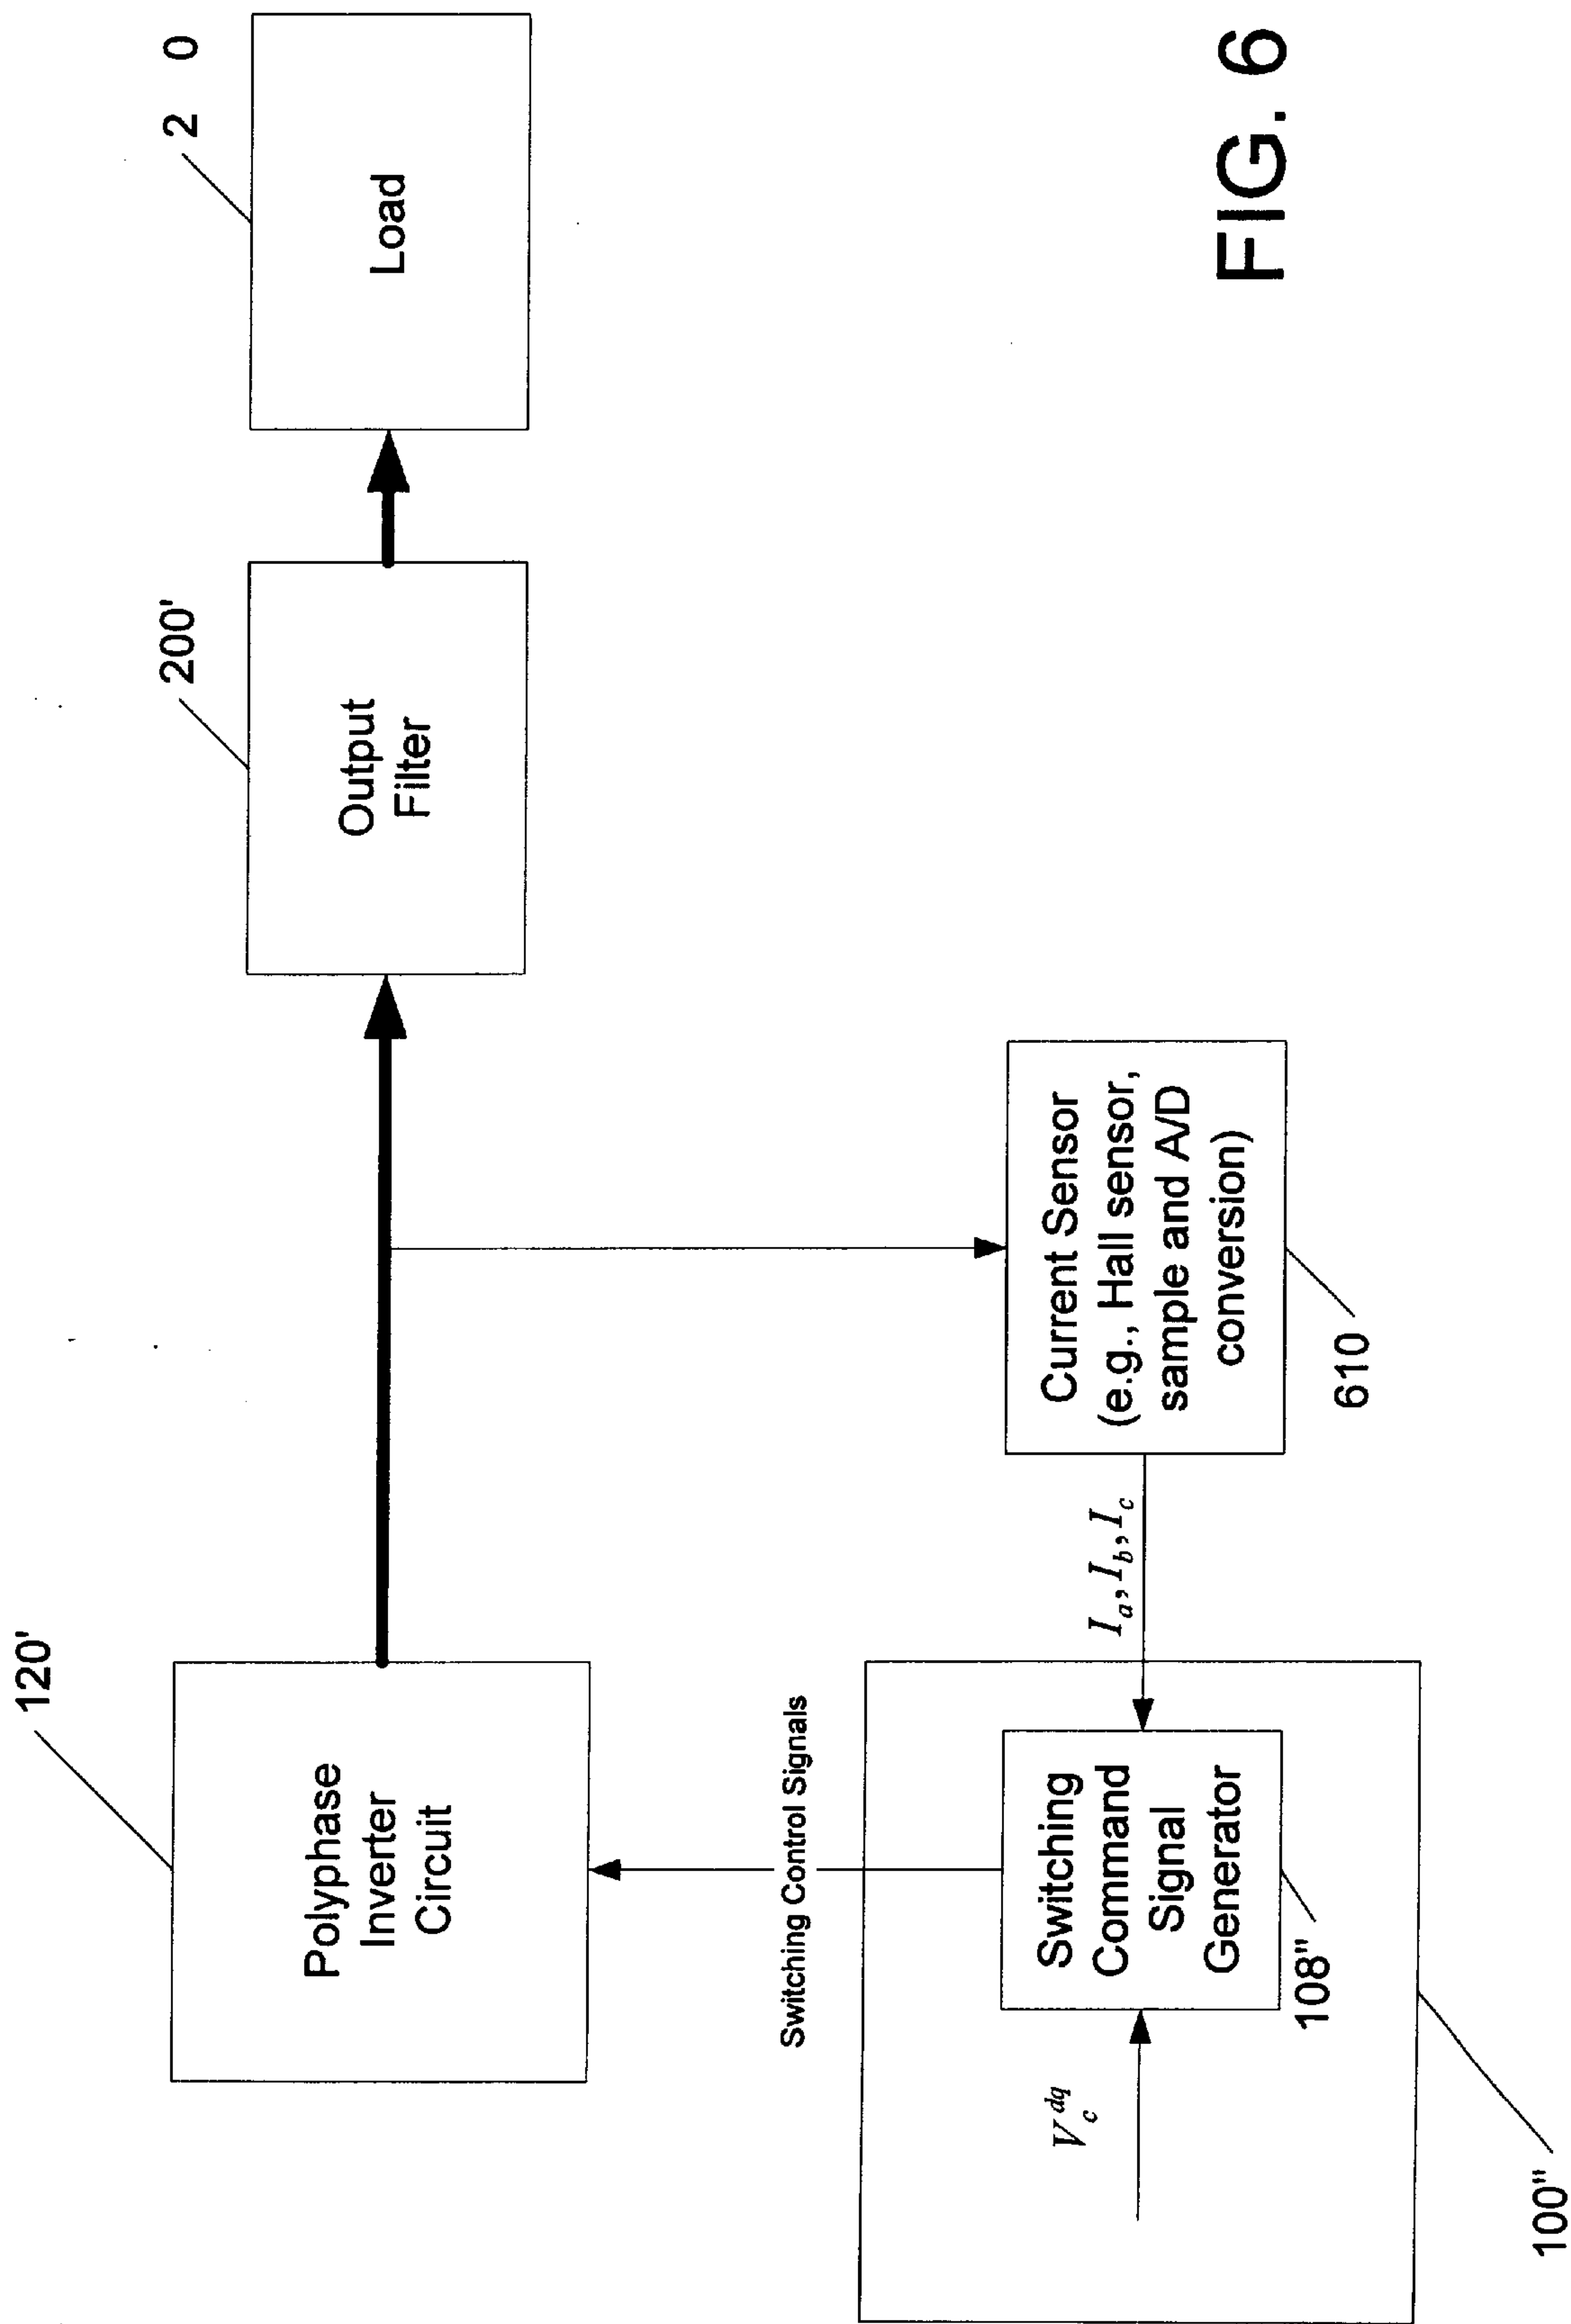 120'
Polyphase
Inverter
Circuit
200'
Output
Filter
2 0
Load
Switching Control Signals
V_c^{dq}
Switching
Command
Signal
Generator
108"
100"
I_a, I_b, I_c
Current Sensor
(e.g., Hall sensor,
sample and A/D
conversion)
610
FIG. 6